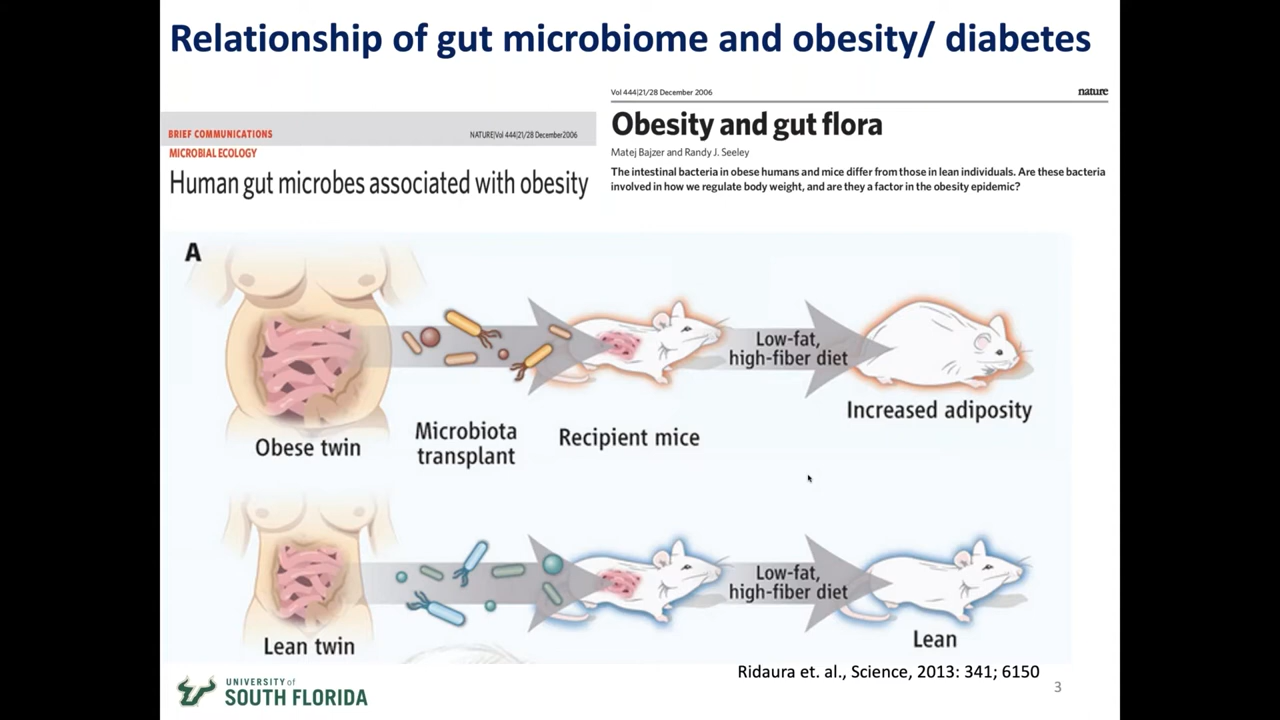 Relationship of gut microbiome and obesity/ diabetes
BRIEF COMMUNICATIONS
NATURE|Vol 444|21/28 December2006
MICROBIAL ECOLOGY
Human gut microbes associated with obesity
Vol 444|21/28 December 2006
nature
Obesity and gut flora
Matej Bajzer and Randy J. Seeley
The intestinal bacteria in obese humans and mice differ from those in lean individuals. Are these bacteria
involved in how we regulate body weight, and are they a factor in the obesity epidemic?
A
Obese twin
Microbiota
transplant
Recipient mice
Low-fat,
high-fiber diet
Increased adiposity
Lean twin
Low-fat,
high-fiber diet
Lean
Ridaura et. al., Science, 2013: 341; 6150
UNIVERSITY of
SOUTH FLORIDA
3